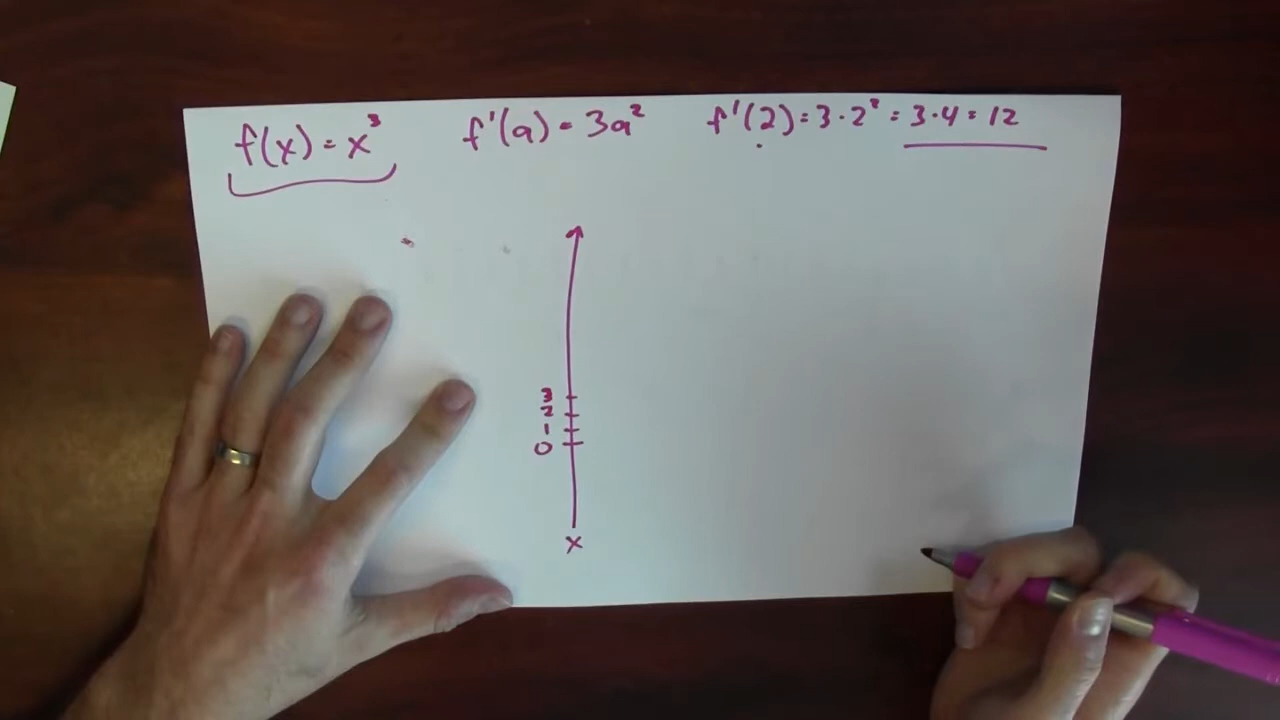 f(x) = x³ f'(a) = 3a² f'(2) = 3·2² = 3·4 = 12
3
2
1
0
x